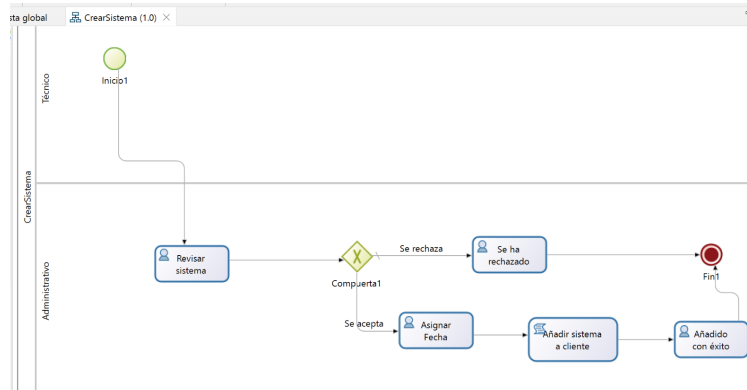 sta global
CrearSistema (1.0)
CrearSistema
Técnico
Inicio1
Administrativo
Revisar
sistema
Compuerta1
Se rechaza
Se ha
rechazado
Fin1
Se acepta
Asignar
Fecha
Añadir sistema
a cliente
Añadido
con éxito